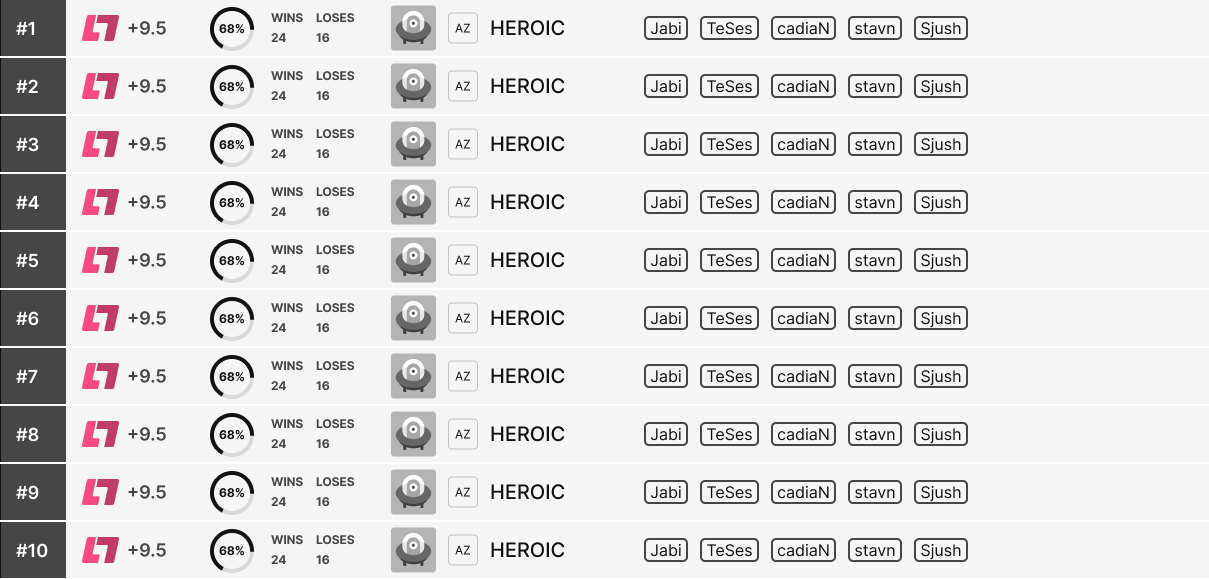 #1 +9.5 68% WINS LOSES 24 16 AZ HEROIC Jabi TeSes cadiaN stavn Sjush
#2 +9.5 68% WINS LOSES 24 16 AZ HEROIC Jabi TeSes cadiaN stavn Sjush
#3 +9.5 68% WINS LOSES 24 16 AZ HEROIC Jabi TeSes cadiaN stavn Sjush
#4 +9.5 68% WINS LOSES 24 16 AZ HEROIC Jabi TeSes cadiaN stavn Sjush
#5 +9.5 68% WINS LOSES 24 16 AZ HEROIC Jabi TeSes cadiaN stavn Sjush
#6 +9.5 68% WINS LOSES 24 16 AZ HEROIC Jabi TeSes cadiaN stavn Sjush
#7 +9.5 68% WINS LOSES 24 16 AZ HEROIC Jabi TeSes cadiaN stavn Sjush
#8 +9.5 68% WINS LOSES 24 16 AZ HEROIC Jabi TeSes cadiaN stavn Sjush
#9 +9.5 68% WINS LOSES 24 16 AZ HEROIC Jabi TeSes cadiaN stavn Sjush
#10 +9.5 68% WINS LOSES 24 16 AZ HEROIC Jabi TeSes cadiaN stavn Sjush